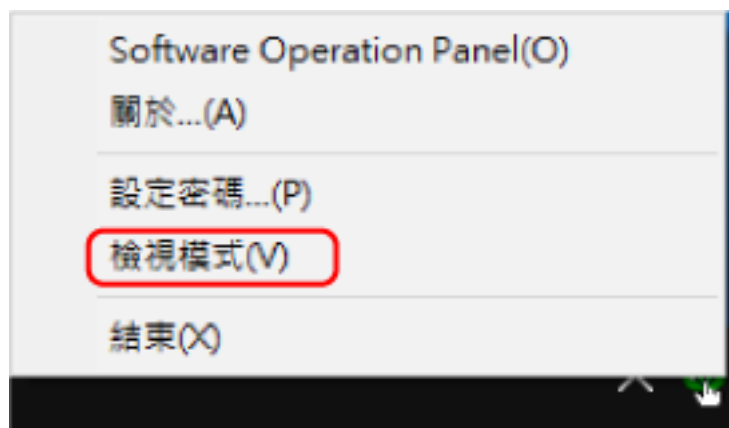 Software Operation Panel(O)
關於...(A)
設定密碼...(P)
檢視模式(V)
結束(X)